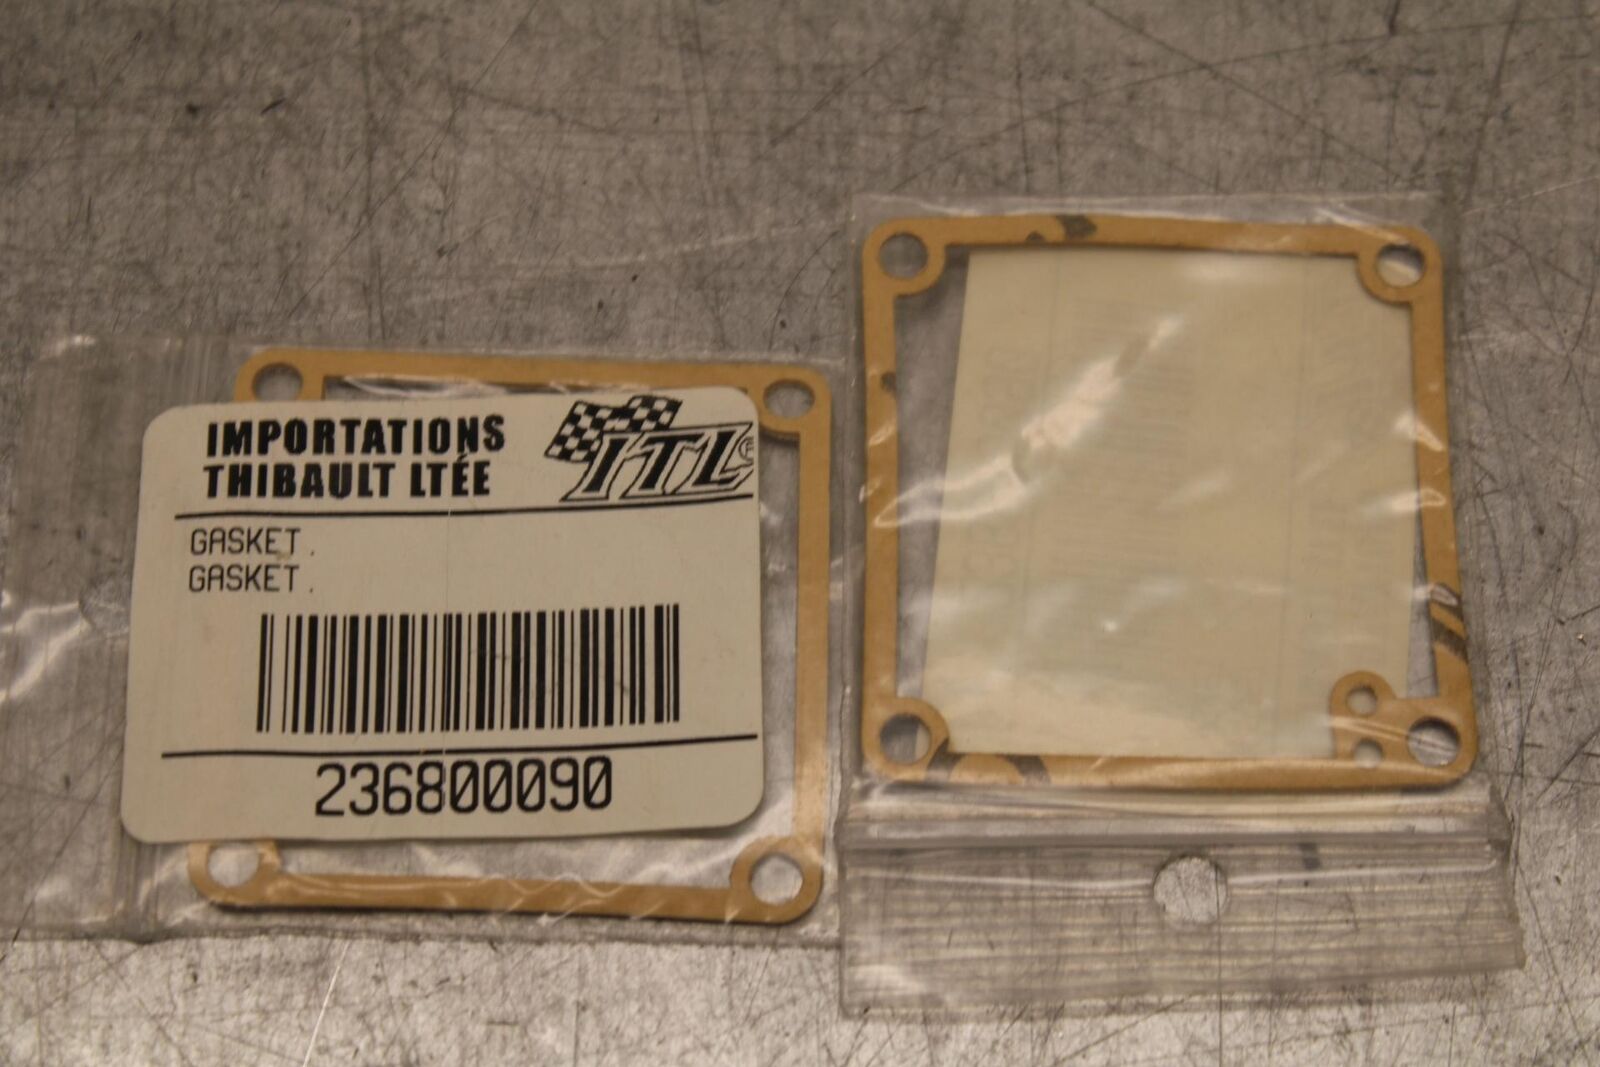 IMPORTATIONS
THIBAULT LTÉE
ITL
GASKET.
GASKET.
236800090